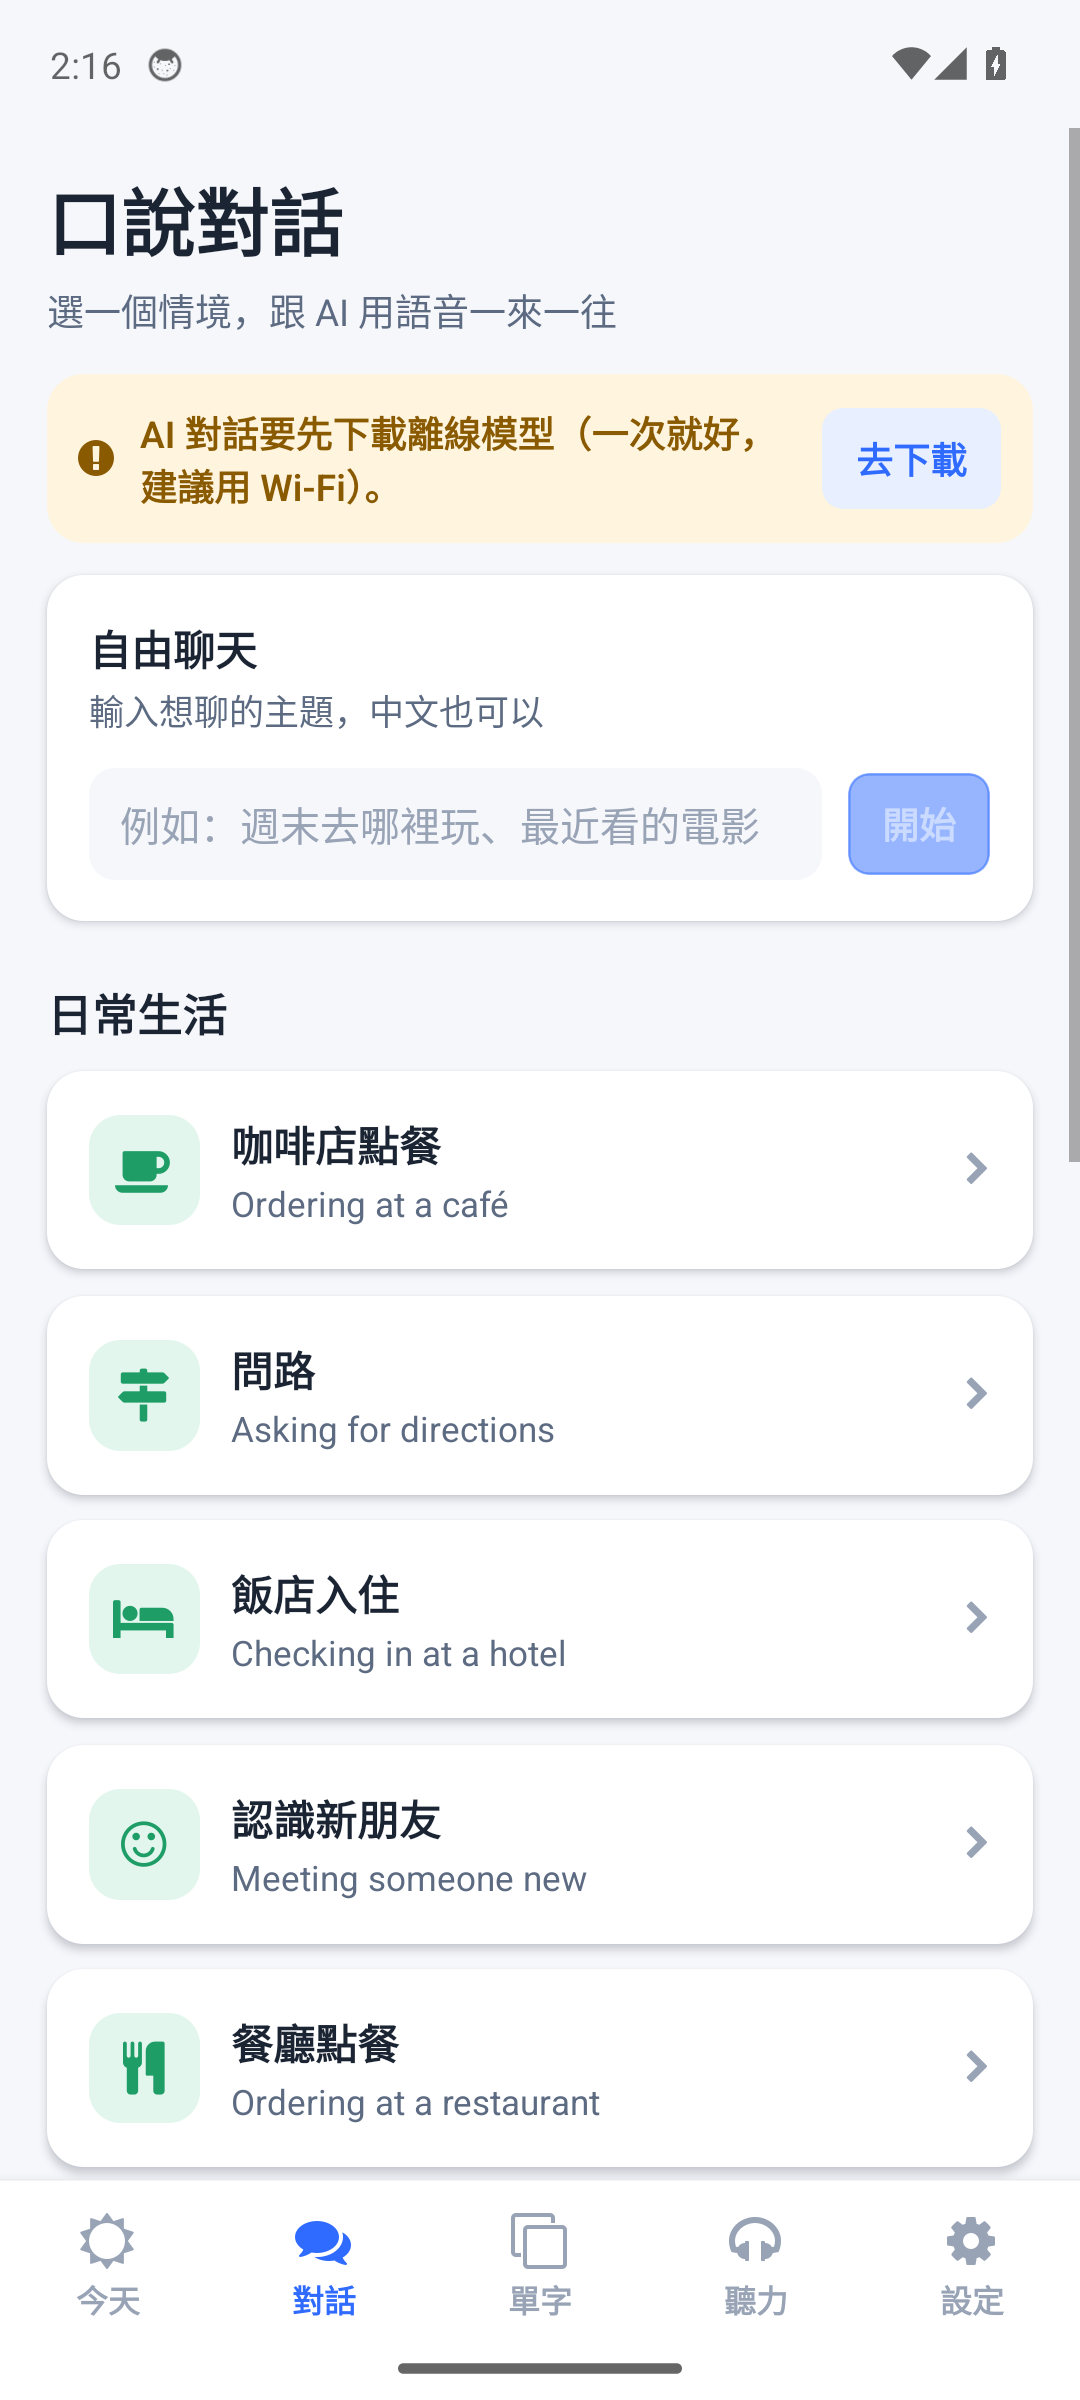 2:16
口說對話
選一個情境，跟 AI 用語音一來一往
AI 對話要先下載離線模型（一次就好，
建議用 Wi-Fi）。
去下載
自由聊天
輸入想聊的主題，中文也可以
例如：週末去哪裡玩、最近看的電影
開始
日常生活
咖啡店點餐
Ordering at a café
問路
Asking for directions
飯店入住
Checking in at a hotel
認識新朋友
Meeting someone new
餐廳點餐
Ordering at a restaurant
今天
對話
單字
聽力
設定